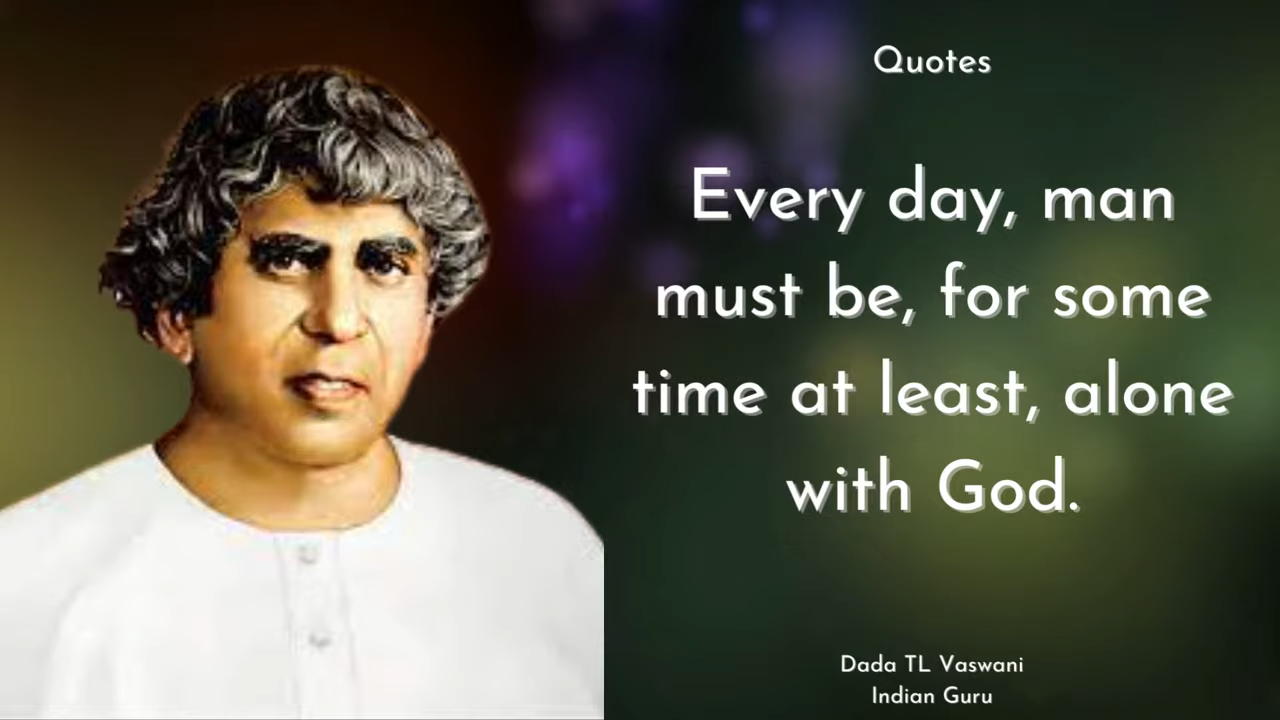 Quotes
Every day, man
must be, for some
time at least, alone
with God.
Dada TL Vaswani
Indian Guru